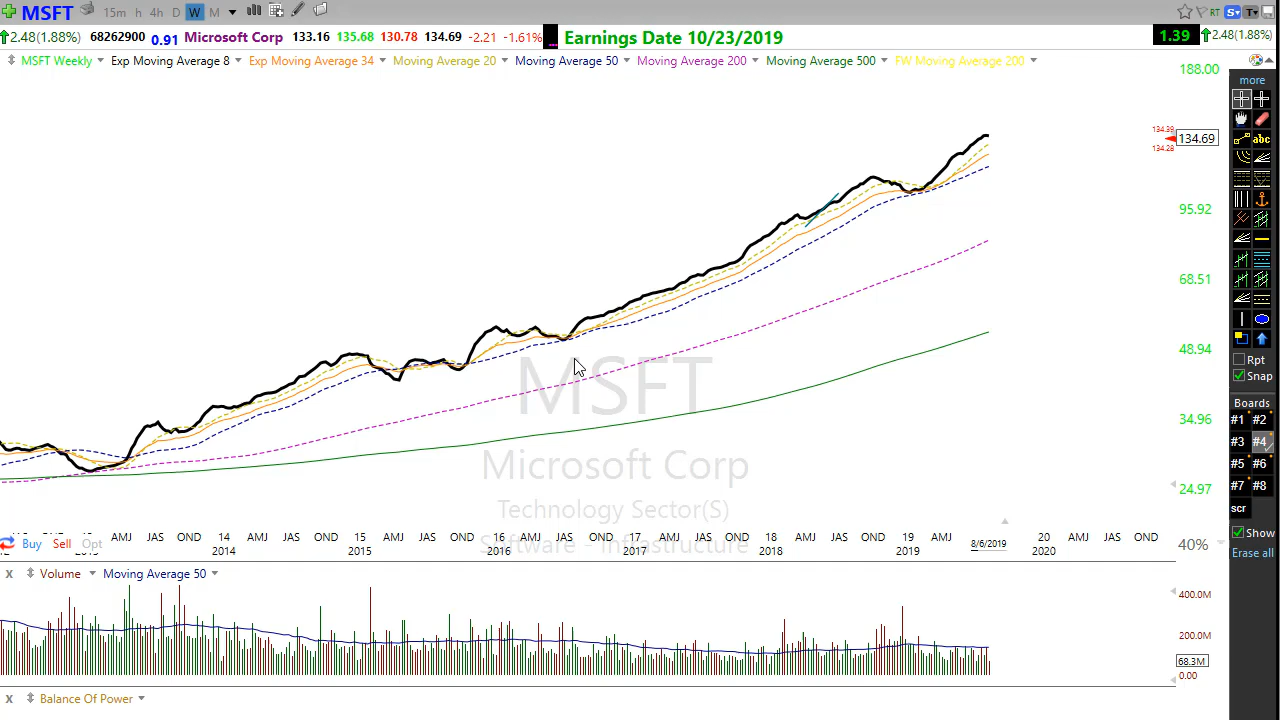 MSFT 15m h 4h D W M RT S T
2.48(1.88%) 68262900 0.91 Microsoft Corp 133.16 135.68 130.78 134.69 -2.21 -1.61% Earnings Date 10/23/2019 1.39 2.48(1.88%)
MSFT Weekly Exp Moving Average 8 Exp Moving Average 34 Moving Average 20 Moving Average 50 Moving Average 200 Moving Average 500 FW Moving Average 200
188.00
more
134.39
134.69
134.28
abc
95.92
68.51
48.94
Rpt
Snap
MSFT
Boards
34.96
#1 #2
#3 #4
Microsoft Corp
#5 #6
24.97
#7 #8
Technology Sector(S)
scr
Show
AMJ JAS OND 14 AMJ JAS OND 15 AMJ JAS OND 16 AMJ JAS OND 17 AMJ JAS OND 18 AMJ JAS OND 19 AMJ 8/6/2019 20 AMJ JAS OND
Buy Sell Opt
Software - Infrastructure
40%
2014 2015 2016 2017 2018 2019 2020
Erase all
x Volume Moving Average 50
400.0M
200.0M
68.3M
0.00
x Balance Of Power